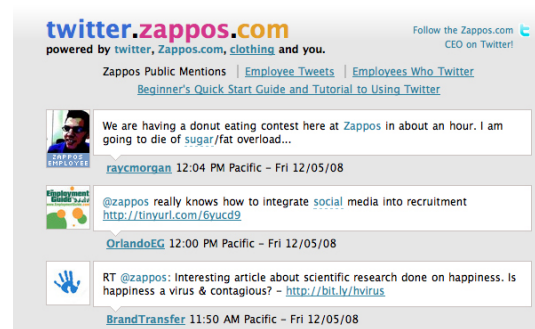 twitter.zappos.com
Follow the Zappos.com
CEO on Twitter!
powered by twitter, Zappos.com, clothing and you.
Zappos Public Mentions | Employee Tweets | Employees Who Twitter
Beginner's Quick Start Guide and Tutorial to Using Twitter
We are having a donut eating contest here at Zappos in about an hour. I am
going to die of sugar/fat overload...
ZAPPOS
EMPLOYEE
raycmorgan 12:04 PM Pacific – Fri 12/05/08
Employment
Guide
@zappos really knows how to integrate social media into recruitment
http://tinyurl.com/6yucd9
OrlandoEG 12:00 PM Pacific – Fri 12/05/08
RT @zappos: Interesting article about scientific research done on happiness. Is
happiness a virus & contagious? – http://bit.ly/hvirus
BrandTransfer 11:50 AM Pacific – Fri 12/05/08